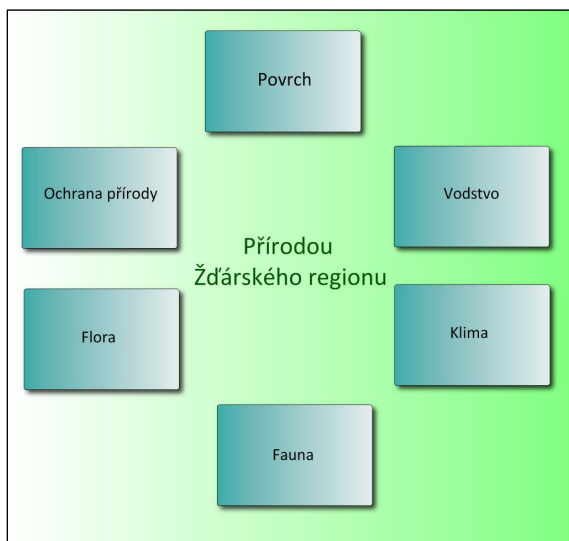 Povrch
Ochrana přírody
Vodstvo
Přírodou
Žďárského regionu
Flora
Klima
Fauna